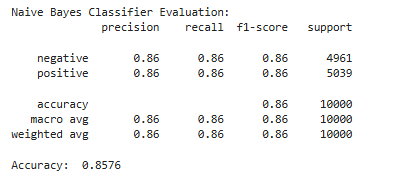 Naive Bayes Classifier Evaluation:
              precision    recall  f1-score   support

    negative       0.86      0.86      0.86      4961
    positive       0.86      0.86      0.86      5039

    accuracy                           0.86     10000
   macro avg       0.86      0.86      0.86     10000
weighted avg       0.86      0.86      0.86     10000

Accuracy:  0.8576